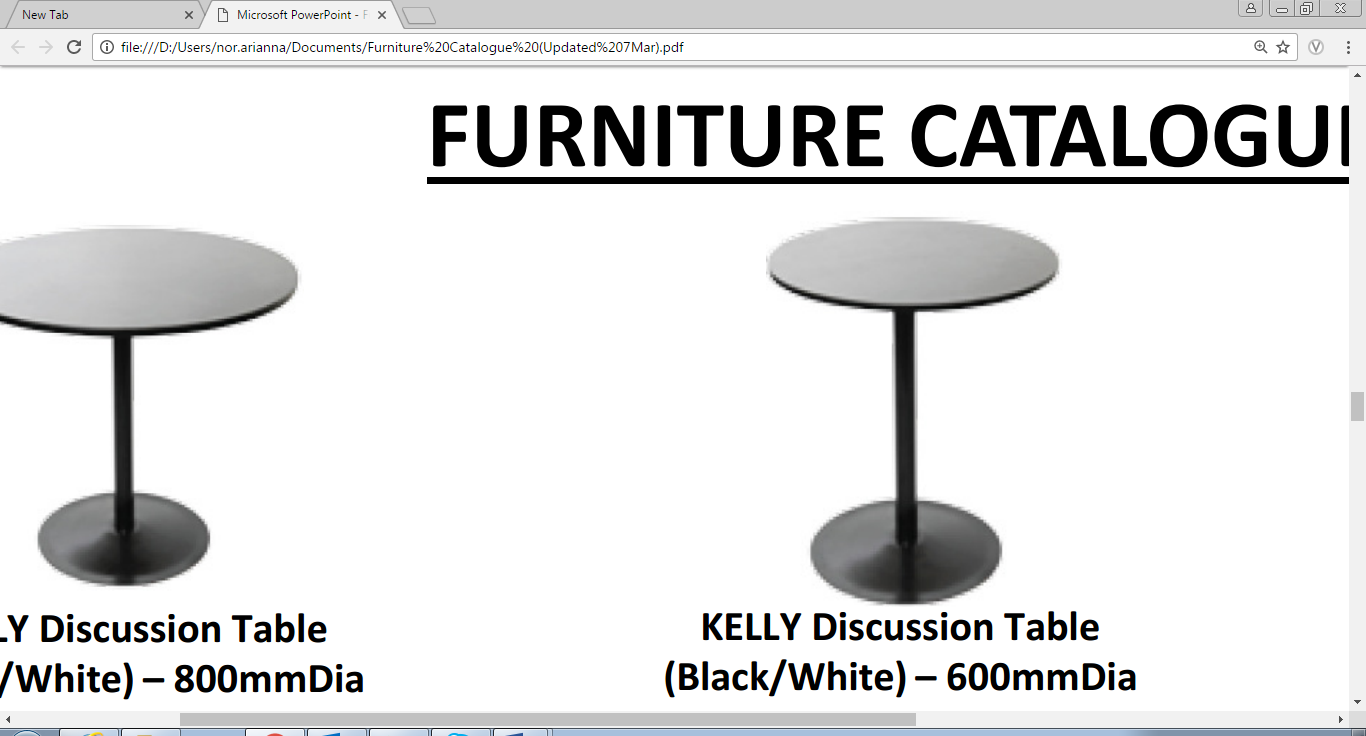 New Tab
Microsoft PowerPoint - F
file:///D:/Users/nor.arianna/Documents/Furniture%20Catalogue%20(Updated%207Mar).pdf
V
FURNITURE CATALOGU
LY Discussion Table
/White) – 800mmDia
KELLY Discussion Table
(Black/White) – 600mmDia